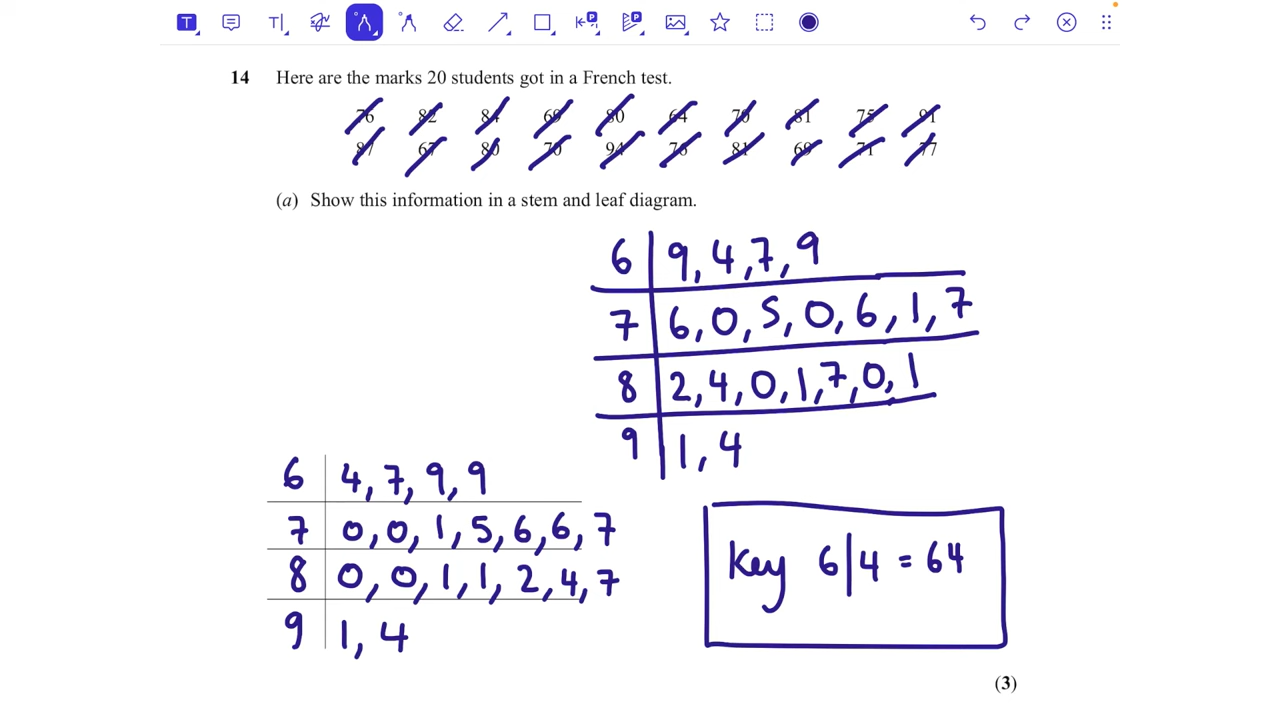 14 Here are the marks 20 students got in a French test.
76 82 84 69 80 64 70 81 75 91
87 67 80 70 94 76 81 69 71 77
(a) Show this information in a stem and leaf diagram.
6 | 9, 4, 7, 9
7 | 6, 0, 5, 0, 6, 1, 7
8 | 2, 4, 0, 1, 7, 0, 1
9 | 1, 4
6 | 4, 7, 9, 9
7 | 0, 0, 1, 5, 6, 6, 7
8 | 0, 0, 1, 1, 2, 4, 7
9 | 1, 4
Key 6|4 = 64
(3)